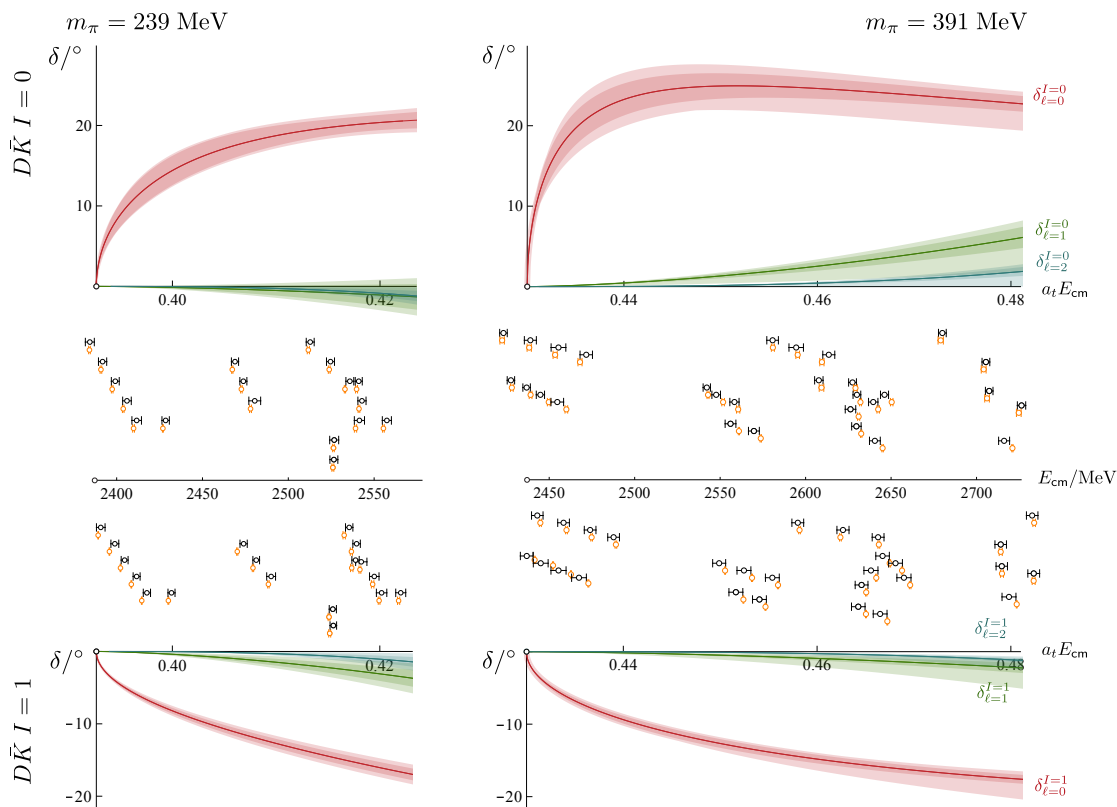 m_π = 239 MeV
m_π = 391 MeV
DK̄ I = 0
δ/°
20
10
0.40
0.42
δ/°
20
10
0.44
0.46
0.48
a_t E_cm
δ^{I=0}_{ℓ=0}
δ^{I=0}_{ℓ=1}
δ^{I=0}_{ℓ=2}
2400
2450
2500
2550
2450
2500
2550
2600
2650
2700
E_cm/MeV
DK̄ I = 1
δ/°
-10
-20
0.40
0.42
δ/°
-10
-20
0.44
0.46
0.48
a_t E_cm
δ^{I=1}_{ℓ=2}
δ^{I=1}_{ℓ=1}
δ^{I=1}_{ℓ=0}